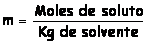 m = Moles de soluto
Kg de solvente